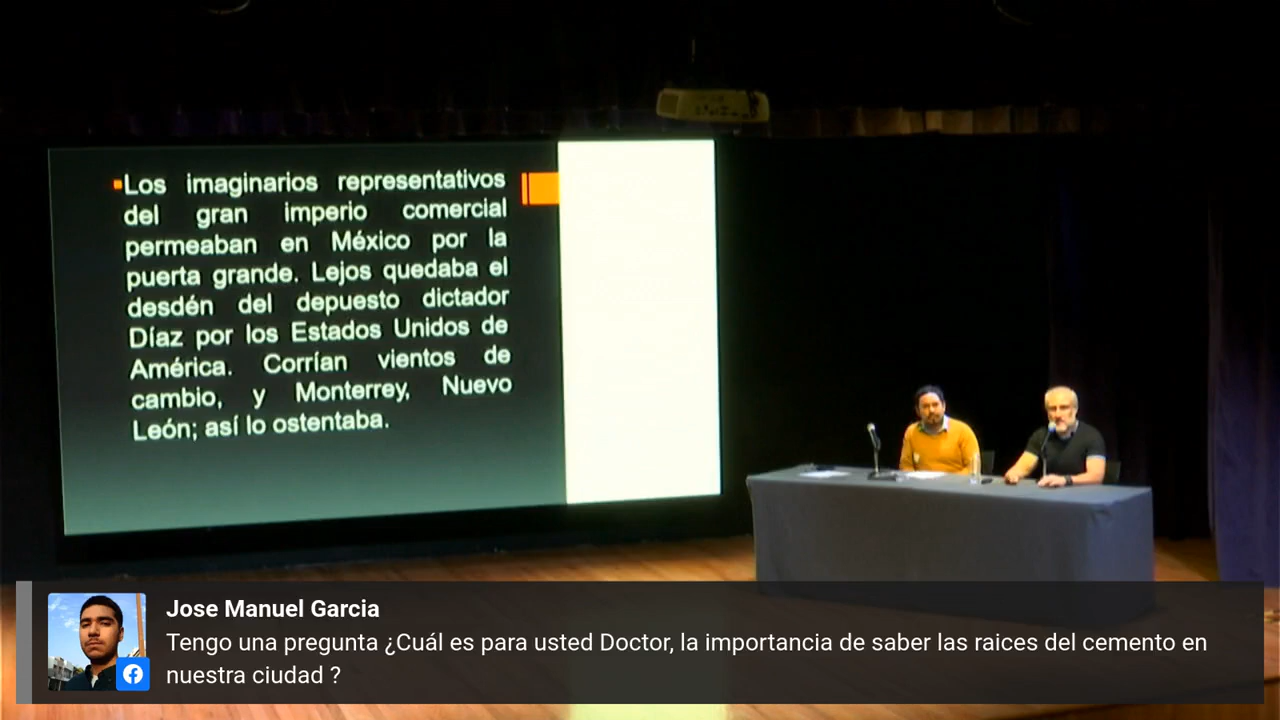 Los imaginarios representativos
del gran imperio comercial
permeaban en México por la
puerta grande. Lejos quedaba el
desdén del depuesto dictador
Díaz por los Estados Unidos de
América. Corrían vientos de
cambio, y Monterrey, Nuevo
León; así lo ostentaba.
Jose Manuel Garcia
Tengo una pregunta ¿Cuál es para usted Doctor, la importancia de saber las raices del cemento en
nuestra ciudad ?